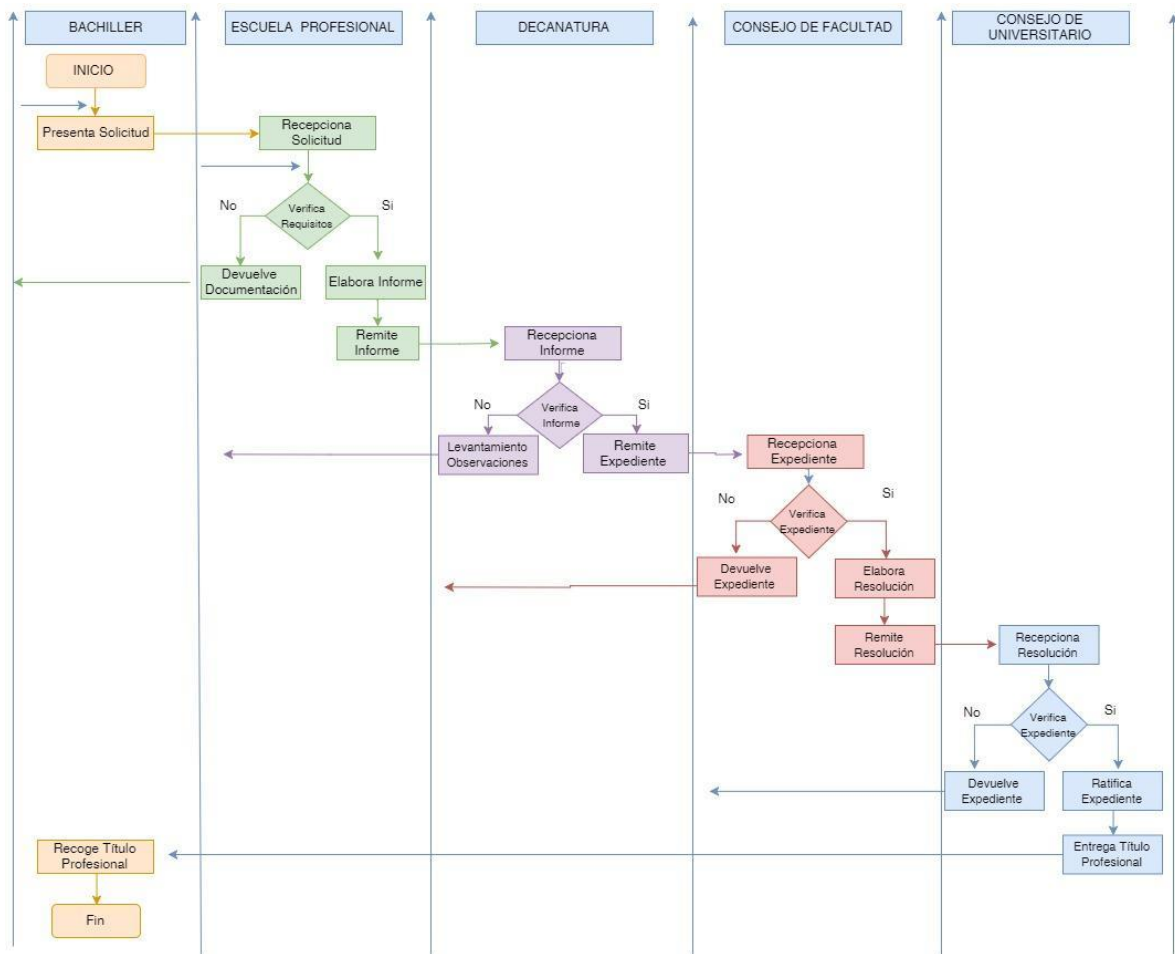 BACHILLER
ESCUELA PROFESIONAL
DECANATURA
CONSEJO DE FACULTAD
CONSEJO DE
UNIVERSITARIO
INICIO
Presenta Solicitud
Recepciona
Solicitud
No
Verifica
Requisitos
Si
Devuelve
Documentación
Elabora Informe
Remite
Informe
Recepciona
Informe
No
Verifica
Informe
Si
Levantamiento
Observaciones
Remite
Expediente
Recepciona
Expediente
No
Verifica
Expediente
Si
Devuelve
Expediente
Elabora
Resolución
Remite
Resolución
Recepciona
Resolución
No
Verifica
Expediente
Si
Devuelve
Expediente
Ratifica
Expediente
Recoge Título
Profesional
Entrega Título
Profesional
Fin